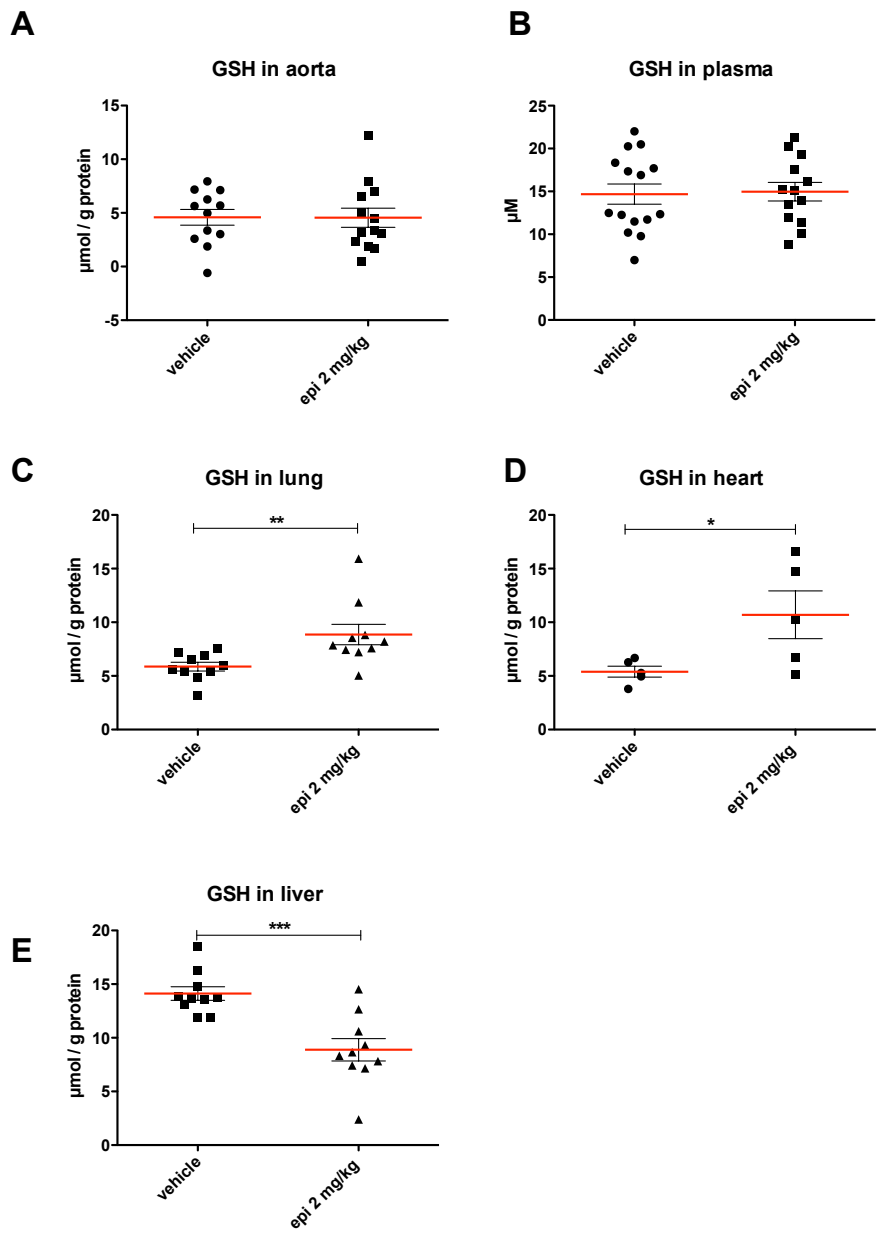 A
B
GSH in aorta
GSH in plasma
µmol / g protein
15
10
5
0
-5
vehicle
epi 2 mg/kg
µM
25
20
15
10
5
0
vehicle
epi 2 mg/kg
C
D
GSH in lung
GSH in heart
µmol / g protein
20
15
10
5
0
**
vehicle
epi 2 mg/kg
µmol / g protein
20
15
10
5
0
*
vehicle
epi 2 mg/kg
E
GSH in liver
µmol / g protein
20
15
10
5
0
***
vehicle
epi 2 mg/kg